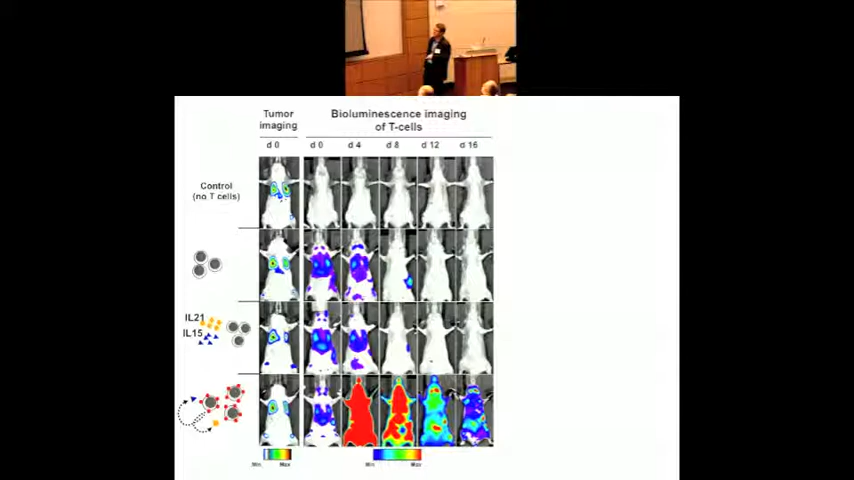 Tumor
imaging
Bioluminescence imaging
of T-cells
d 0
d 0
d 4
d 8
d 12
d 16
Control
(no T cells)
IL21
IL15
Min
Max
Min
Max